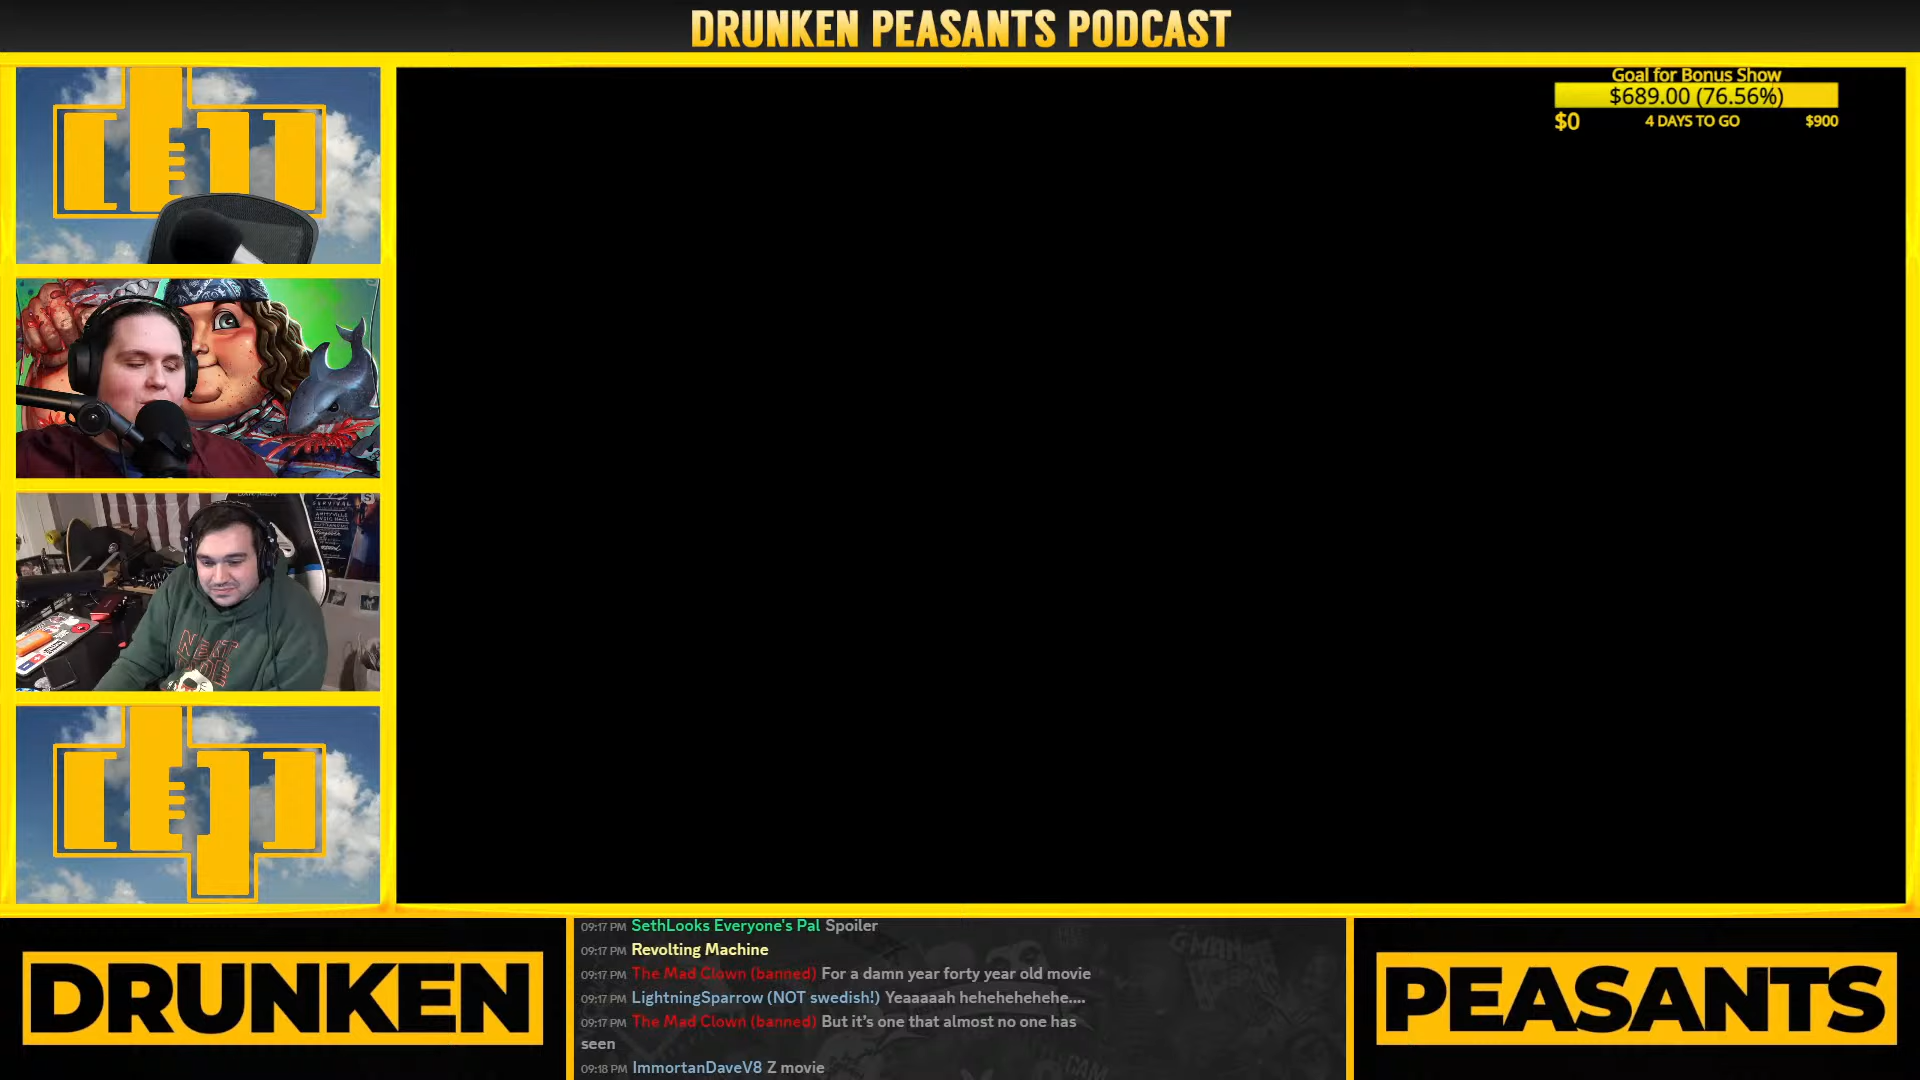 DRUNKEN PEASANTS PODCAST
Goal for Bonus Show
$689.00 (76.56%)
$0 4 DAYS TO GO $900
09:17 PM SethLooks Everyone's Pal Spoiler
09:17 PM Revolting Machine
09:17 PM The Mad Clown (banned) For a damn year forty year old movie
09:17 PM LightningSparrow (NOT swedish!) Yeaaaaah hehehehehehe....
09:17 PM The Mad Clown (banned) But it's one that almost no one has
seen
09:18 PM ImmortanDaveV8 Z movie
DRUNKEN
PEASANTS